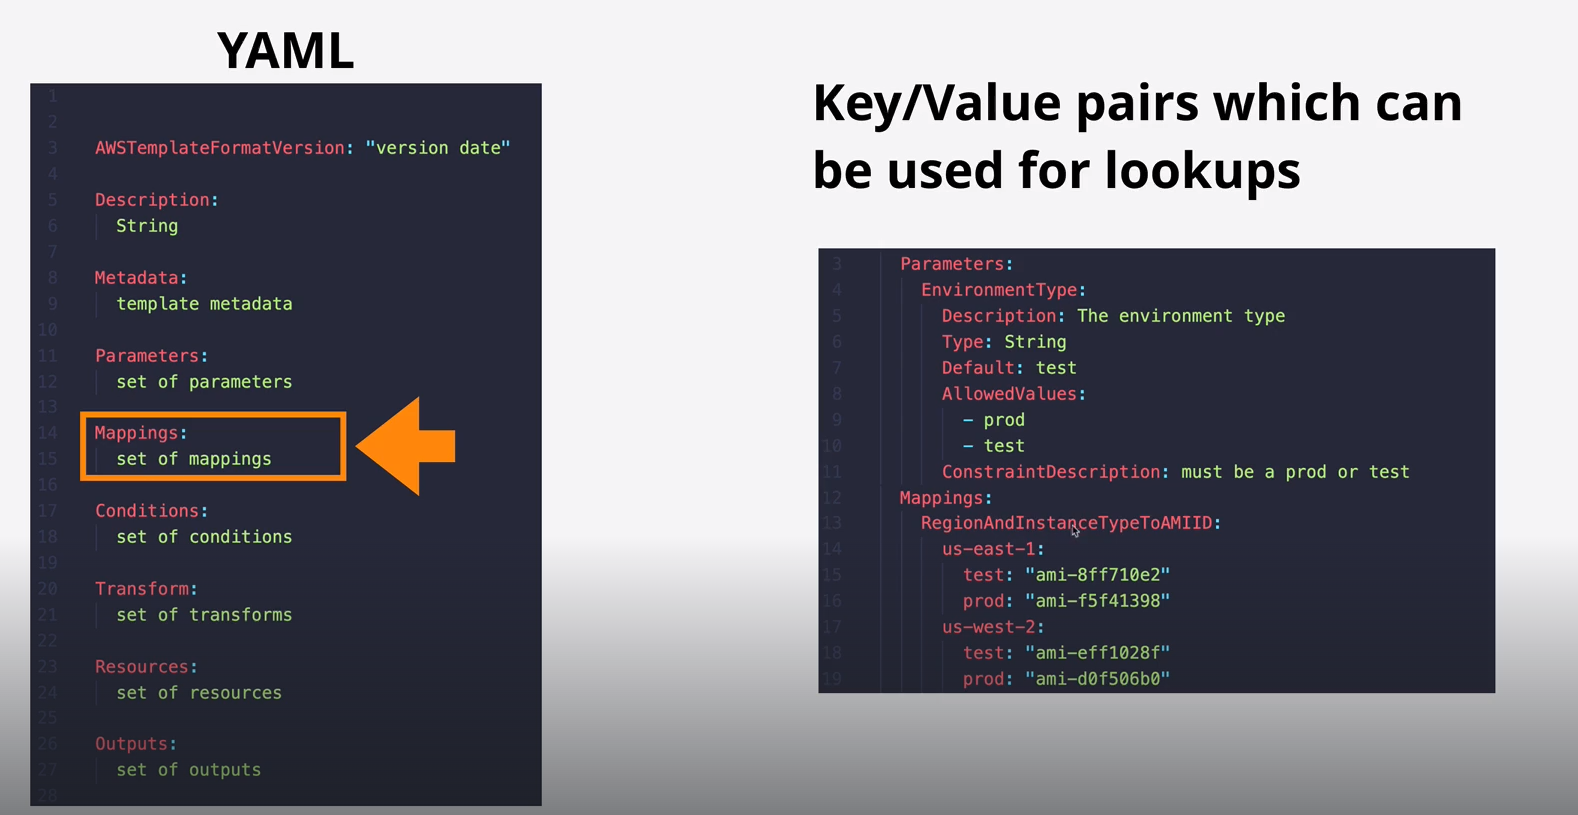 YAML
1
2
3 AWSTemplateFormatVersion: "version date"
4
5 Description:
6 String
7
8 Metadata:
9 template metadata
10
11 Parameters:
12 set of parameters
13
14 Mappings:
15 set of mappings
16
17 Conditions:
18 set of conditions
19
20 Transform:
21 set of transforms
22
23 Resources:
24 set of resources
25
26 Outputs:
27 set of outputs
28
Key/Value pairs which can
be used for lookups
3 Parameters:
4 EnvironmentType:
5 Description: The environment type
6 Type: String
7 Default: test
8 AllowedValues:
9 - prod
10 - test
11 ConstraintDescription: must be a prod or test
12 Mappings:
13 RegionAndInstanceTypeToAMIID:
14 us-east-1:
15 test: "ami-8ff710e2"
16 prod: "ami-f5f41398"
17 us-west-2:
18 test: "ami-eff1028f"
19 prod: "ami-d0f506b0"